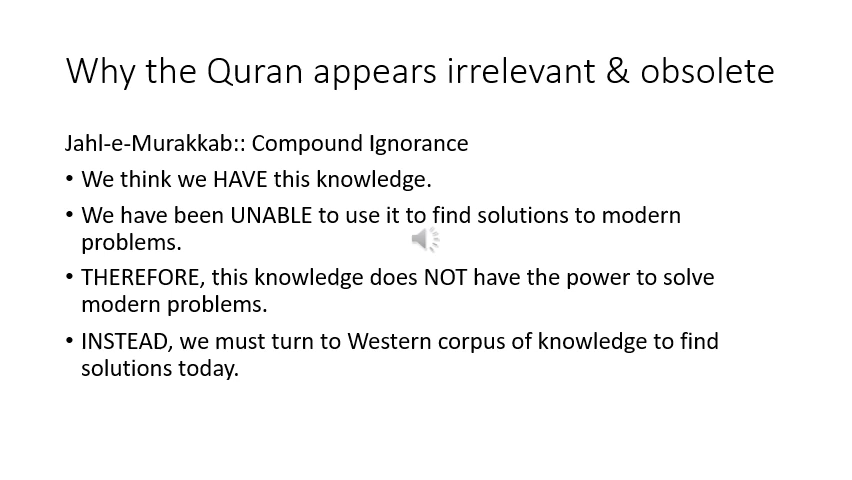 Why the Quran appears irrelevant & obsolete
Jahl-e-Murakkab:: Compound Ignorance
• We think we HAVE this knowledge.
• We have been UNABLE to use it to find solutions to modern
problems.
• THEREFORE, this knowledge does NOT have the power to solve
modern problems.
• INSTEAD, we must turn to Western corpus of knowledge to find
solutions today.